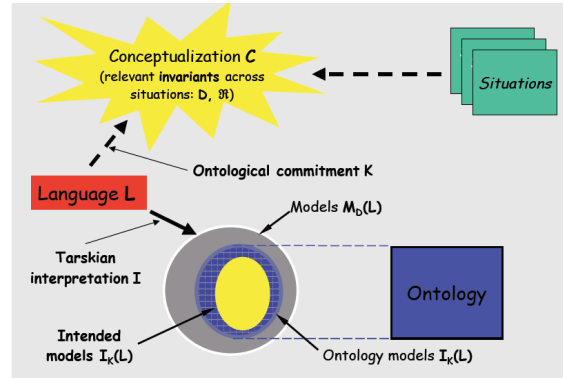 Conceptualization C
(relevant invariants across
situations: D, ℜ)
Situations
Ontological commitment K
Language L
Models M_D(L)
Tarskian
interpretation I
Ontology
Intended
models I_K(L)
Ontology models I_K(L)